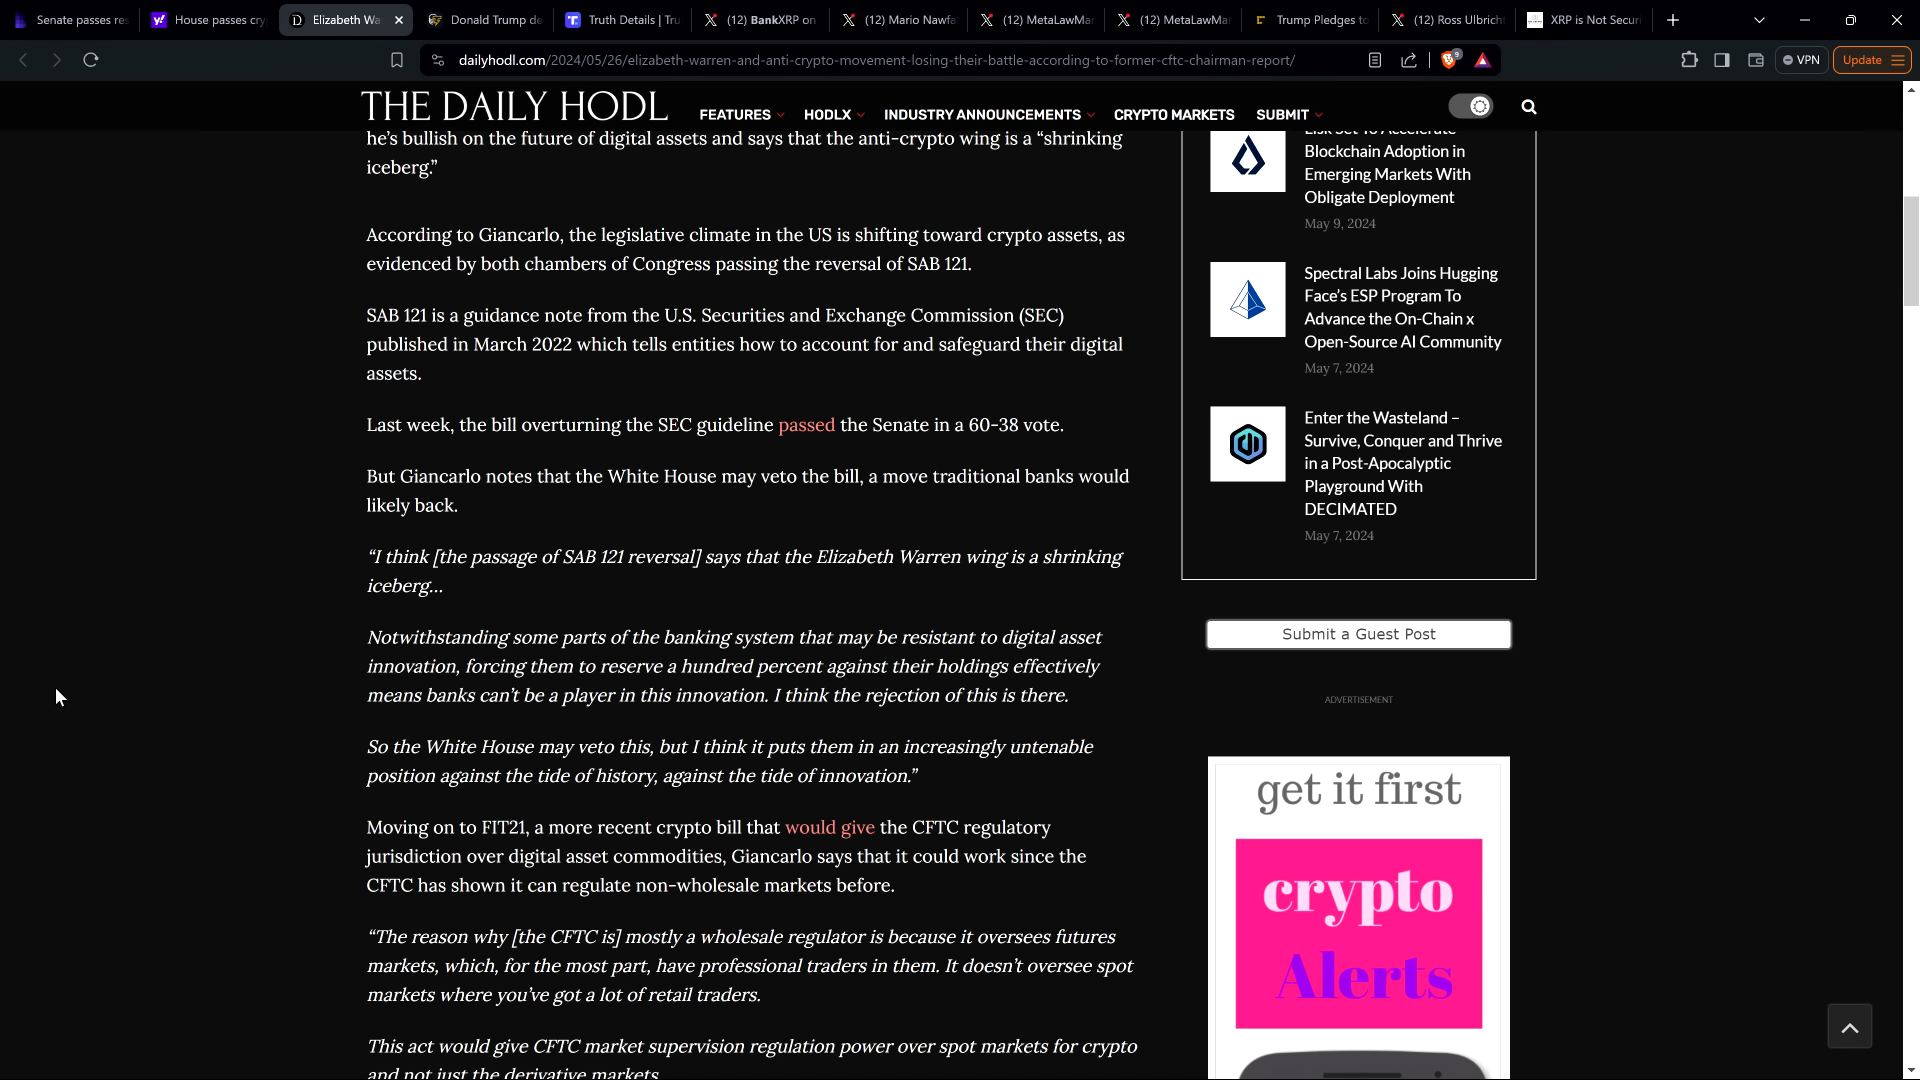 Senate passes res
House passes cry
Elizabeth Wa
Donald Trump de
Truth Details | Tru
(12) BankXRP on
(12) Mario Nawfa
(12) MetaLawMan
(12) MetaLawMan
Trump Pledges to
(12) Ross Ulbricht
XRP is Not Securi
dailyhodl.com/2024/05/26/elizabeth-warren-and-anti-crypto-movement-losing-their-battle-according-to-former-cftc-chairman-report/
9
VPN
Update
THE DAILY HODL
FEATURES
HODLX
INDUSTRY ANNOUNCEMENTS
CRYPTO MARKETS
SUBMIT
he's bullish on the future of digital assets and says that the anti-crypto wing is a “shrinking
iceberg.”
According to Giancarlo, the legislative climate in the US is shifting toward crypto assets, as
evidenced by both chambers of Congress passing the reversal of SAB 121.
SAB 121 is a guidance note from the U.S. Securities and Exchange Commission (SEC)
published in March 2022 which tells entities how to account for and safeguard their digital
assets.
Last week, the bill overturning the SEC guideline passed the Senate in a 60-38 vote.
But Giancarlo notes that the White House may veto the bill, a move traditional banks would
likely back.
“I think [the passage of SAB 121 reversal] says that the Elizabeth Warren wing is a shrinking
iceberg…
Notwithstanding some parts of the banking system that may be resistant to digital asset
innovation, forcing them to reserve a hundred percent against their holdings effectively
means banks can't be a player in this innovation. I think the rejection of this is there.
So the White House may veto this, but I think it puts them in an increasingly untenable
position against the tide of history, against the tide of innovation.”
Moving on to FIT21, a more recent crypto bill that would give the CFTC regulatory
jurisdiction over digital asset commodities, Giancarlo says that it could work since the
CFTC has shown it can regulate non-wholesale markets before.
“The reason why [the CFTC is] mostly a wholesale regulator is because it oversees futures
markets, which, for the most part, have professional traders in them. It doesn't oversee spot
markets where you've got a lot of retail traders.
This act would give CFTC market supervision regulation power over spot markets for crypto
and not just the derivative markets
Lisk Set To Accelerate
Blockchain Adoption in
Emerging Markets With
Obligate Deployment
May 9, 2024
Spectral Labs Joins Hugging
Face's ESP Program To
Advance the On-Chain x
Open-Source AI Community
May 7, 2024
Enter the Wasteland –
Survive, Conquer and Thrive
in a Post-Apocalyptic
Playground With
DECIMATED
May 7, 2024
Submit a Guest Post
ADVERTISEMENT
get it first
crypto
Alerts